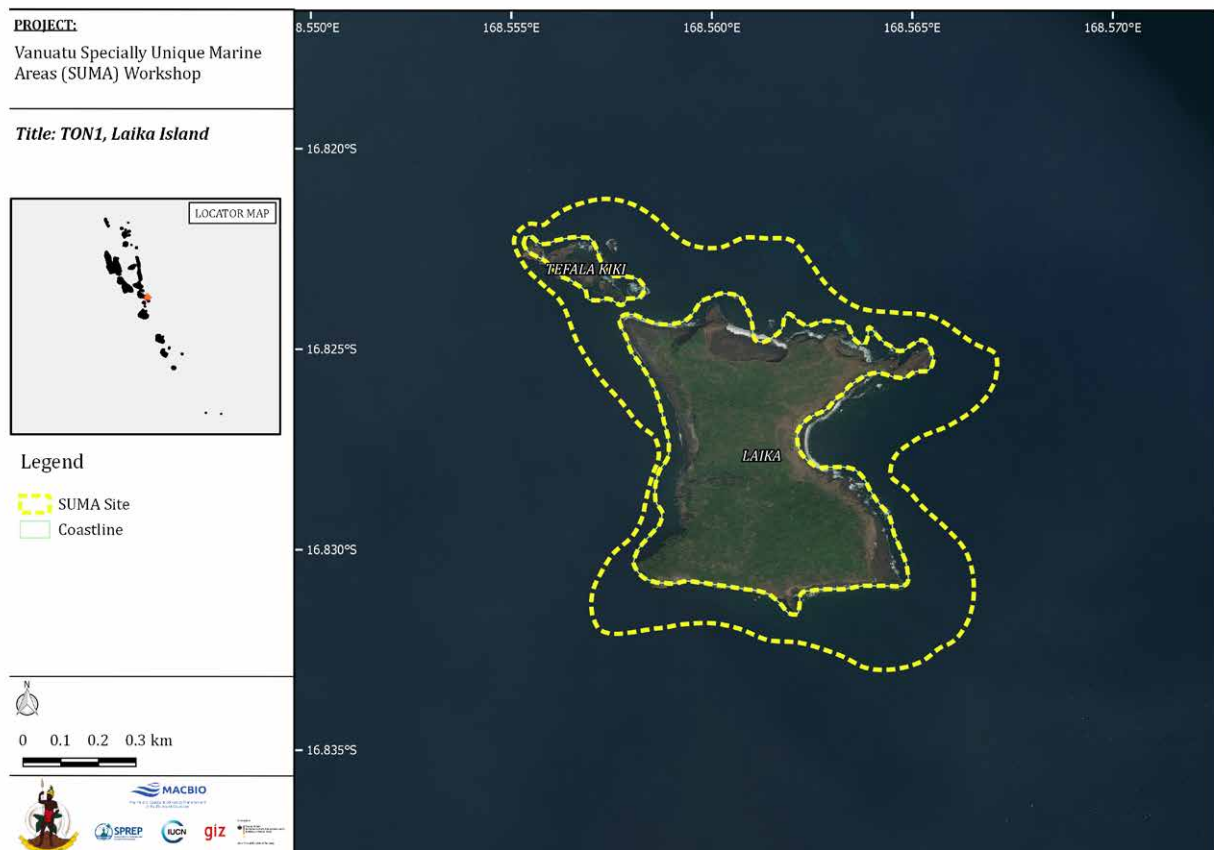 PROJECT:
Vanuatu Specially Unique Marine
Areas (SUMA) Workshop
Title: TON1, Laika Island
LOCATOR MAP
Legend
SUMA Site
Coastline
N
0 0.1 0.2 0.3 km
MACBIO
SPREP
IUCN
giz
8.550°E 168.555°E 168.560°E 168.565°E 168.570°E
16.820°S
16.825°S
16.830°S
16.835°S
TEFALA KIKI
LAIKA